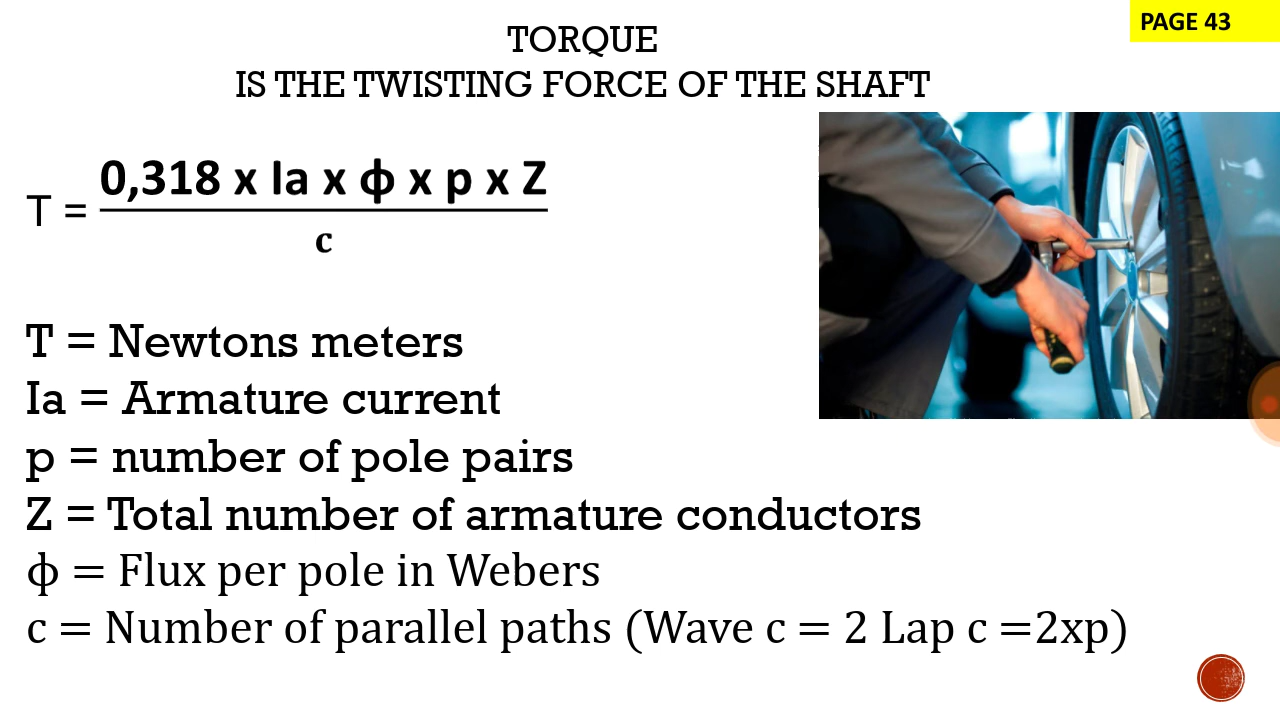 PAGE 43
TORQUE
IS THE TWISTING FORCE OF THE SHAFT
T = 0,318 x Ia x ϕ x p x Z
c
T = Newtons meters
Ia = Armature current
p = number of pole pairs
Z = Total number of armature conductors
ϕ = Flux per pole in Webers
c = Number of parallel paths (Wave c = 2 Lap c =2xp)